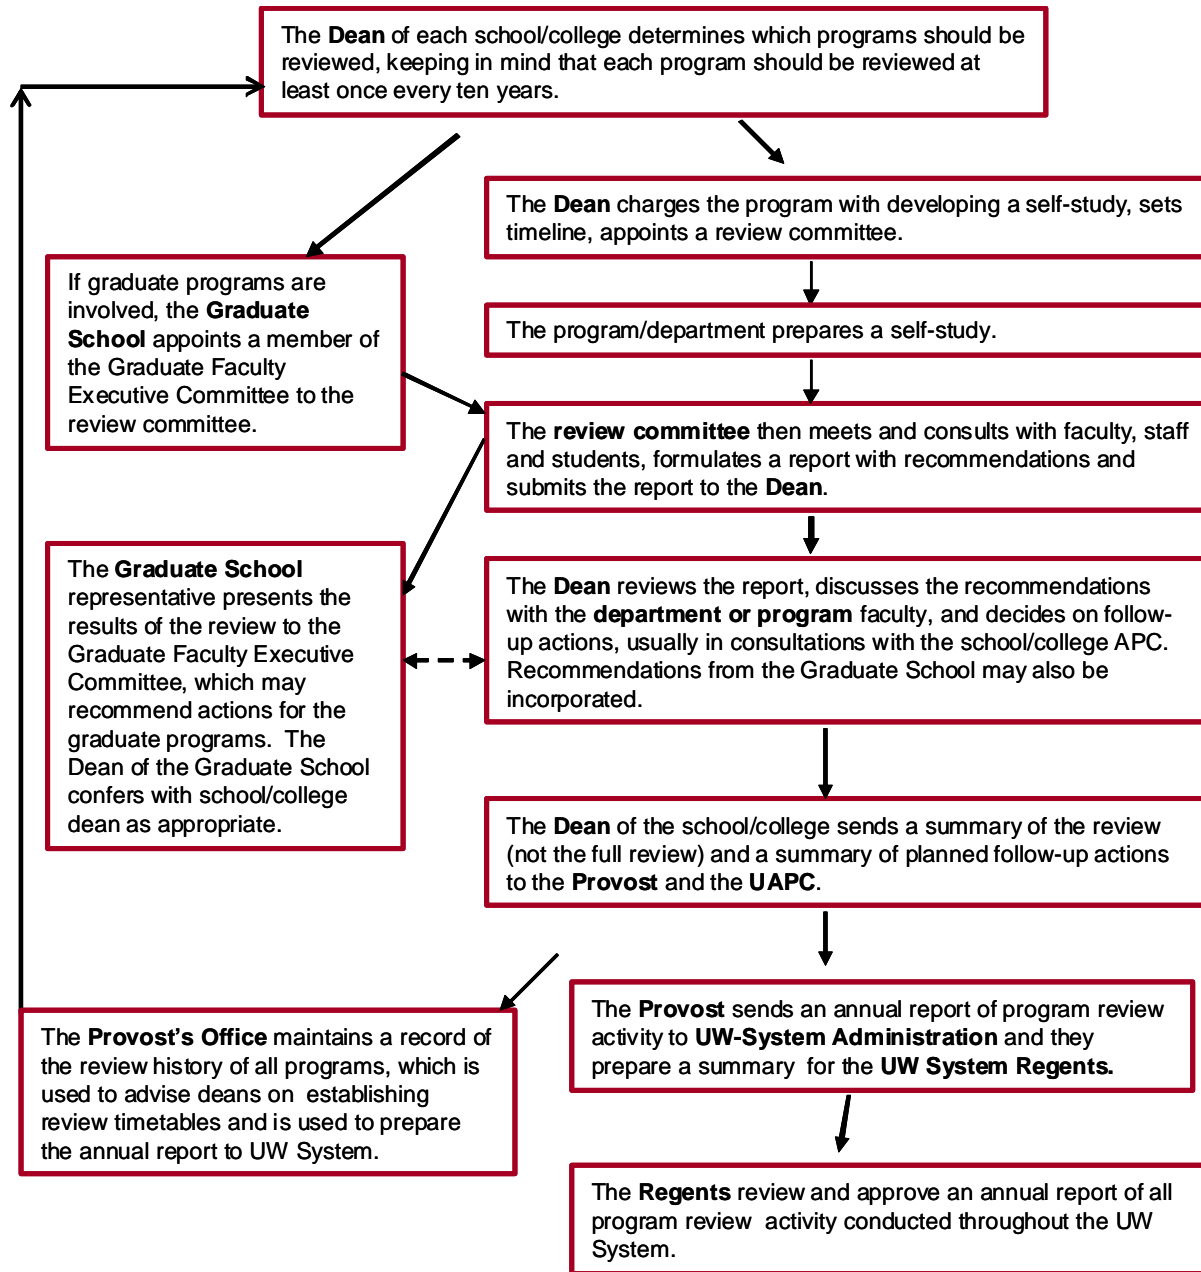 The Dean of each school/college determines which programs should be
reviewed, keeping in mind that each program should be reviewed at
least once every ten years.
The Dean charges the program with developing a self-study, sets
timeline, appoints a review committee.
If graduate programs are
involved, the Graduate
School appoints a member of
the Graduate Faculty
Executive Committee to the
review committee.
The program/department prepares a self-study.
The review committee then meets and consults with faculty, staff
and students, formulates a report with recommendations and
submits the report to the Dean.
The Graduate School
representative presents the
results of the review to the
Graduate Faculty Executive
Committee, which may
recommend actions for the
graduate programs. The
Dean of the Graduate School
confers with school/college
dean as appropriate.
The Dean reviews the report, discusses the recommendations
with the department or program faculty, and decides on follow-
up actions, usually in consultations with the school/college APC.
Recommendations from the Graduate School may also be
incorporated.
The Dean of the school/college sends a summary of the review
(not the full review) and a summary of planned follow-up actions
to the Provost and the UAPC.
The Provost's Office maintains a record of
the review history of all programs, which is
used to advise deans on establishing
review timetables and is used to prepare
the annual report to UW System.
The Provost sends an annual report of program review
activity to UW-System Administration and they
prepare a summary for the UW System Regents.
The Regents review and approve an annual report of all
program review activity conducted throughout the UW
System.